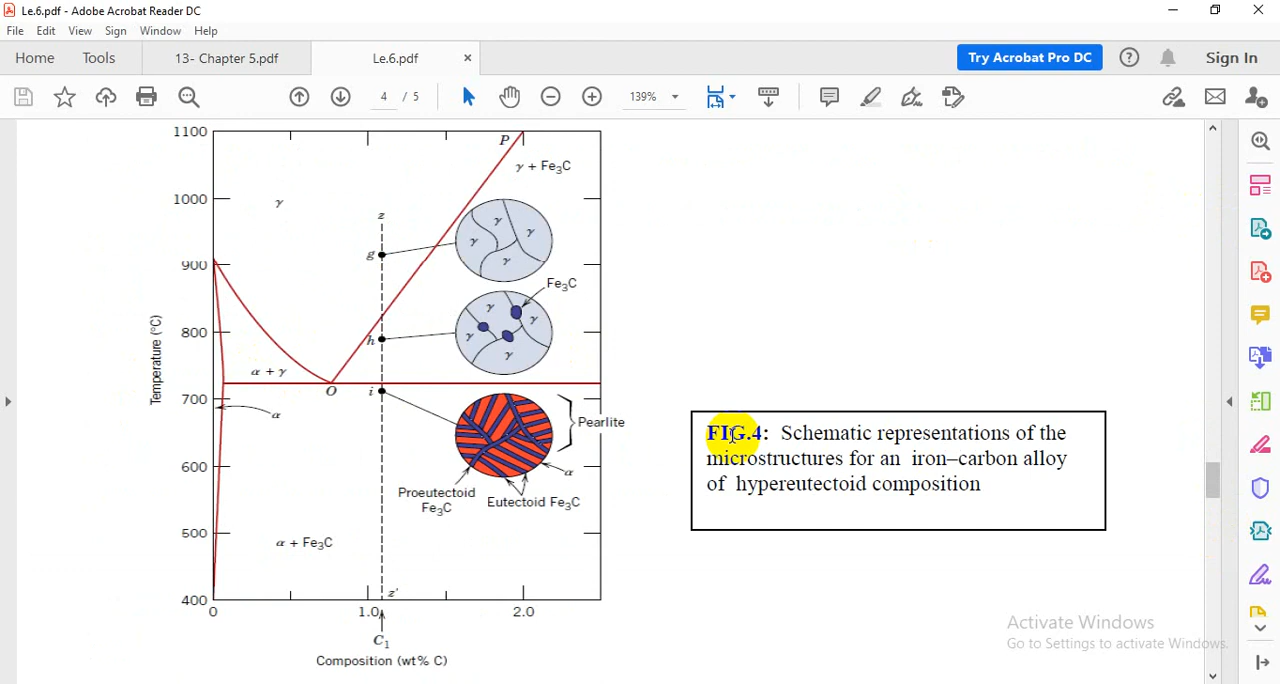 Le.6.pdf - Adobe Acrobat Reader DC
File Edit View Sign Window Help
Home Tools 13- Chapter 5.pdf Le.6.pdf × Try Acrobat Pro DC Sign In
4 / 5 139%
1100
1000
900
800
700
600
500
400
Temperature (°C)
P
γ + Fe3C
γ
z
g
γ γ γ γ
Fe3C
h
γ γ γ γ
α + γ
O
i
α
Pearlite
α
Proeutectoid Fe3C
Eutectoid Fe3C
α + Fe3C
z'
0 1.0 2.0
C1
Composition (wt% C)
FIG.4: Schematic representations of the
microstructures for an iron–carbon alloy
of hypereutectoid composition
Activate Windows
Go to Settings to activate Windows.